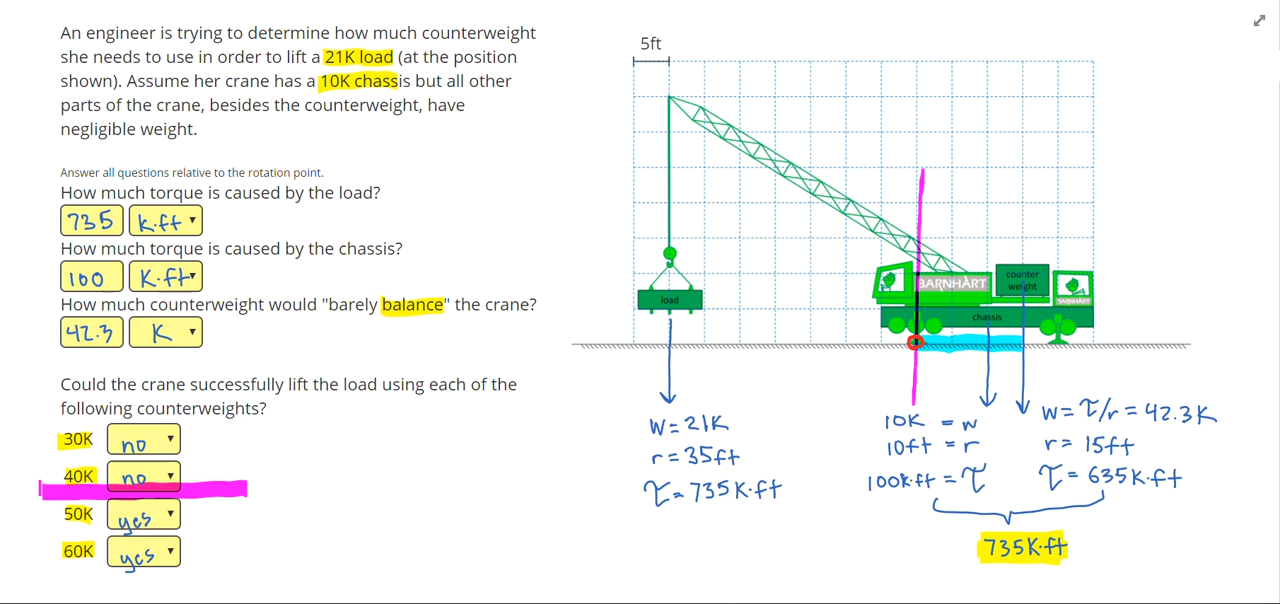 An engineer is trying to determine how much counterweight
she needs to use in order to lift a 21K load (at the position
shown). Assume her crane has a 10K chassis but all other
parts of the crane, besides the counterweight, have
negligible weight.
Answer all questions relative to the rotation point.
How much torque is caused by the load?
735 K·ft
How much torque is caused by the chassis?
100 K·ft
How much counterweight would "barely balance" the crane?
42.3 K
Could the crane successfully lift the load using each of the
following counterweights?
30K no
40K no
50K yes
60K yes
5ft
BARNHART
counter
weight
BARNHART
load
chassis
W=21K
r=35ft
τ=735K·ft
10K = w
10ft = r
100k·ft = τ
W=τ/r=42.3K
r=15ft
τ=635K·ft
735K·ft